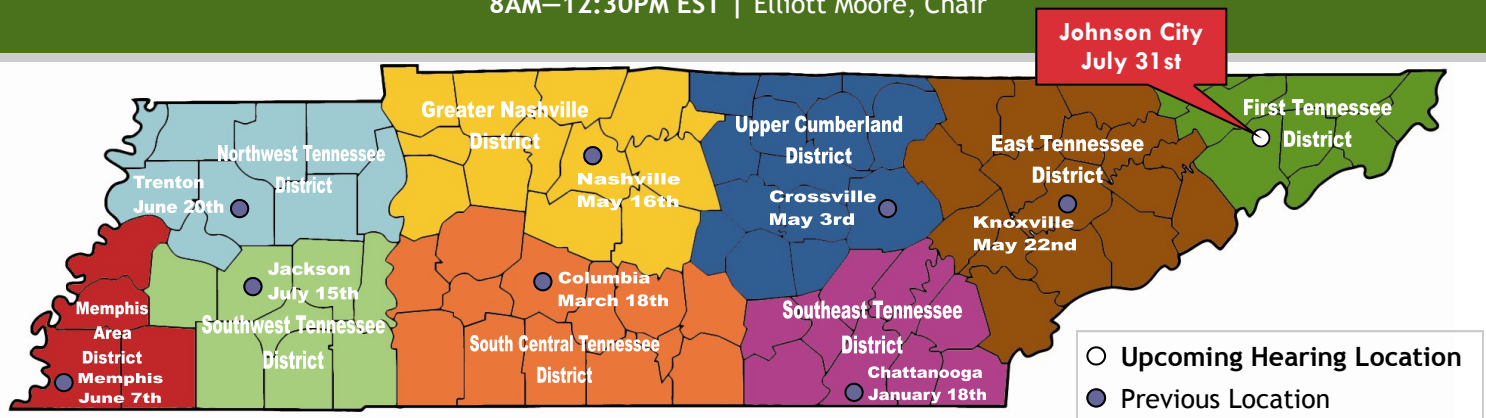 8AM—12:30PM EST | Elliott Moore, Chair
Johnson City
July 31st
Greater Nashville
District
First Tennessee
District
Upper Cumberland
District
East Tennessee
District
Northwest Tennessee
District
Trenton
June 20th
Nashville
May 16th
Crossville
May 3rd
Knoxville
May 22nd
Jackson
July 15th
Columbia
March 18th
Memphis
Area
District
Memphis
June 7th
Southwest Tennessee
District
South Central Tennessee
District
Southeast Tennessee
District
Chattanooga
January 18th
Upcoming Hearing Location
Previous Location